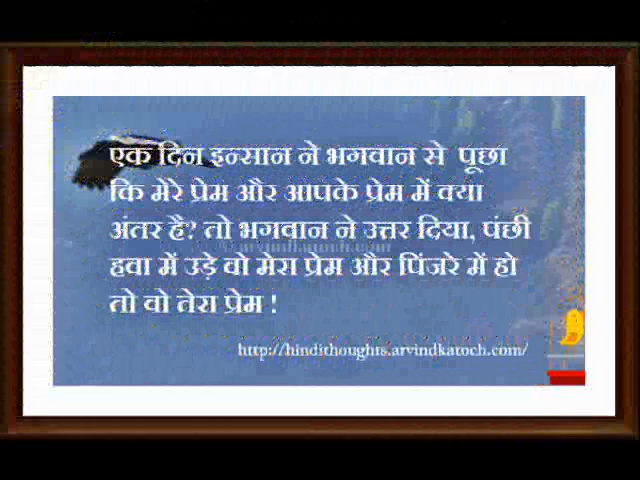 एक दिन इन्सान ने भगवान से पूछा
कि मेरे प्रेम और आपके प्रेम में क्या
अंतर है? तो भगवान ने उत्तर दिया, पंछी
हवा में उड़े वो मेरा प्रेम और पिंजरे में हो
तो वो तेरा प्रेम !
http://hindithoughts.arvindkatoch.com/